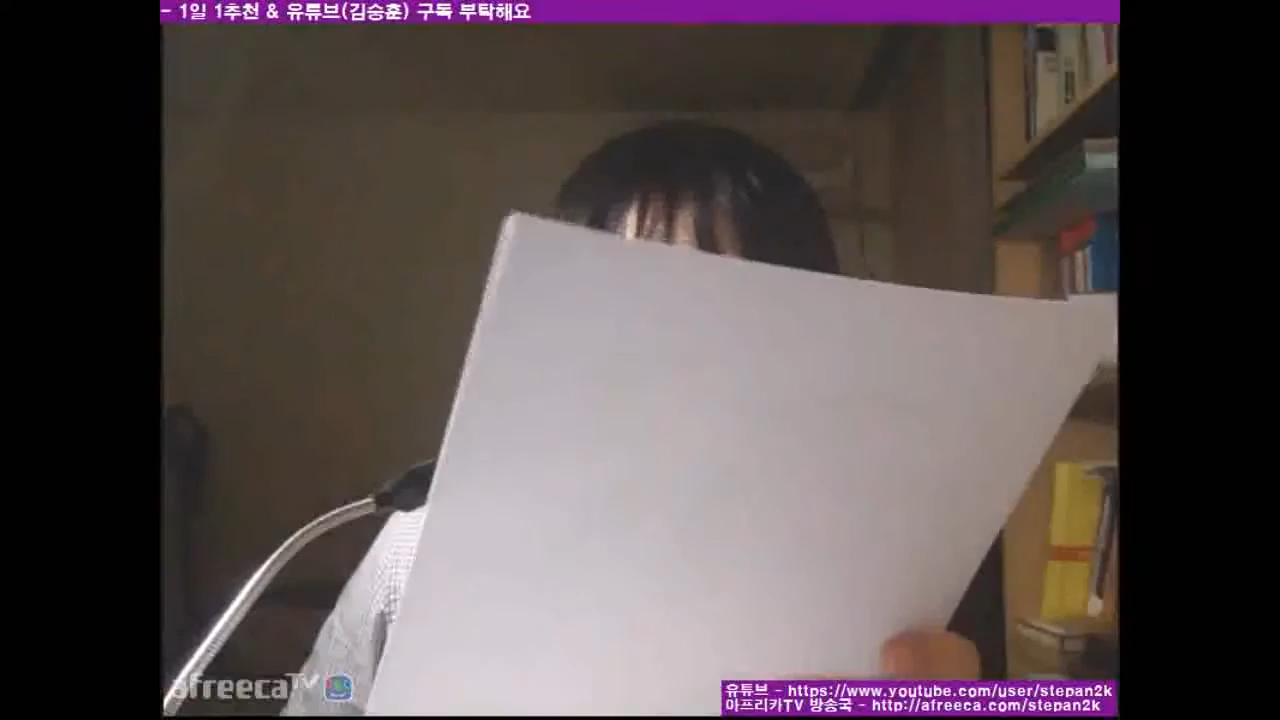 - 1일 1추천 & 유튜브(김승훈) 구독 부탁해요
afreecaTV
유튜브 - https://www.youtube.com/user/stepan2k
아프리카TV 방송국 - http://afreeca.com/stepan2k